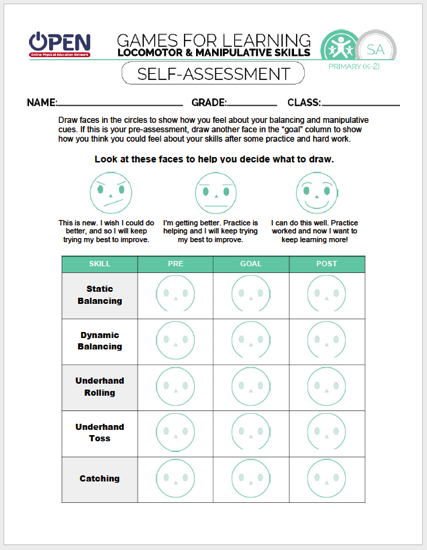 OPEN
Online Physical Education Network
GAMES FOR LEARNING
LOCOMOTOR & MANIPULATIVE SKILLS
SELF-ASSESSMENT
SA
PRIMARY (K-2)
NAME: GRADE: CLASS:
Draw faces in the circles to show how you feel about your balancing and manipulative
cues. If this is your pre-assessment, draw another face in the "goal" column to show
how you think you could feel about your skills after some practice and hard work.
Look at these faces to help you decide what to draw.
This is new. I wish I could do
better, and so I will keep
trying my best to improve.
I'm getting better. Practice is
helping and I will keep trying
my best to improve.
I can do this well. Practice
worked and now I want to
keep learning more!
SKILL PRE GOAL POST
Static
Balancing
Dynamic
Balancing
Underhand
Rolling
Underhand
Toss
Catching